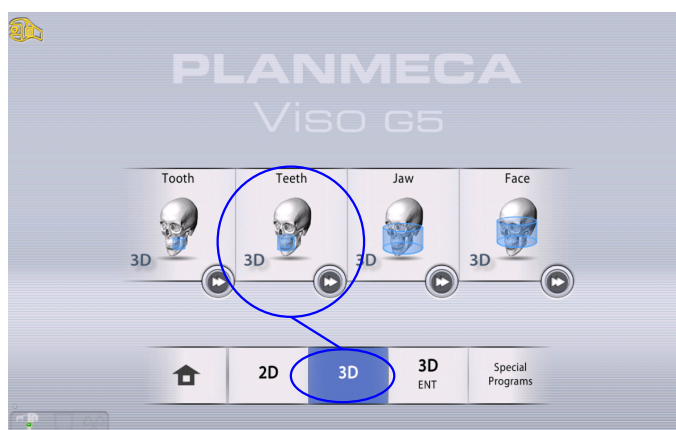 PLANMECA
Viso G5
Tooth
Teeth
Jaw
Face
3D
3D
3D
3D
2D
3D
3D
ENT
Special
Programs